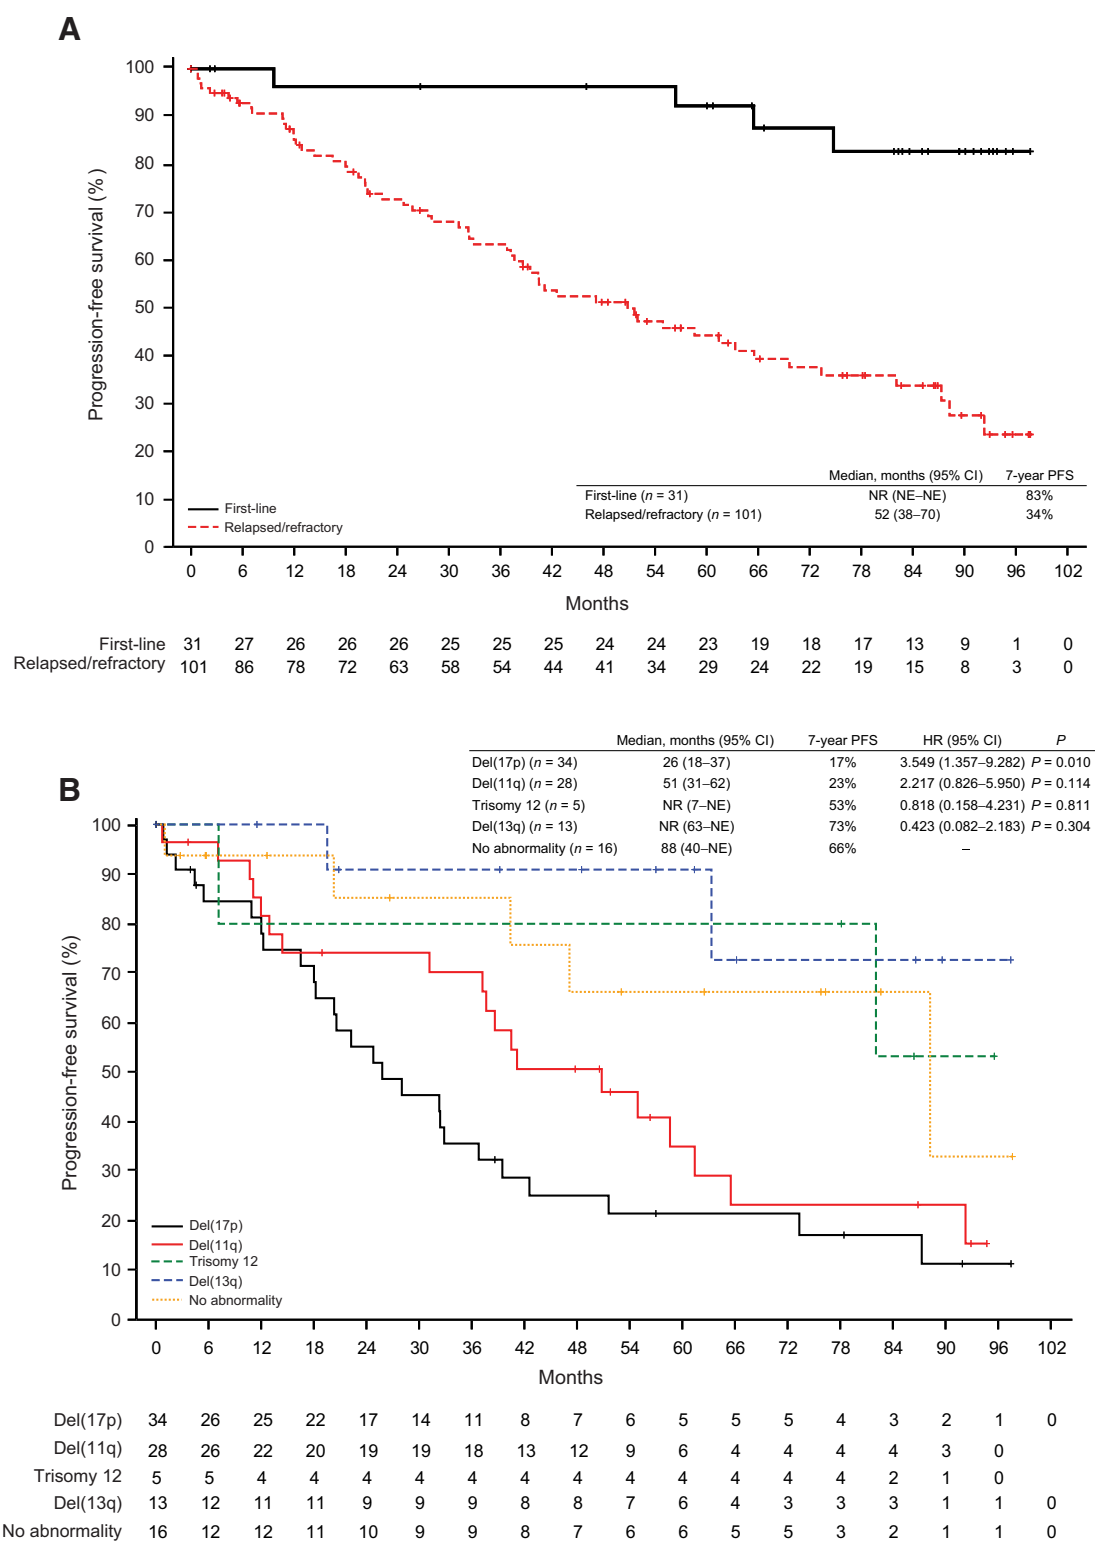 A
100
90
80
70
60
50
40
30
20
10
0
Progression-free survival (%)
Median, months (95% CI) 7-year PFS
First-line (n = 31) NR (NE–NE) 83%
Relapsed/refractory (n = 101) 52 (38–70) 34%
First-line
Relapsed/refractory
0 6 12 18 24 30 36 42 48 54 60 66 72 78 84 90 96 102
Months
First-line 31 27 26 26 26 25 25 25 24 24 23 19 18 17 13 9 1 0
Relapsed/refractory 101 86 78 72 63 58 54 44 41 34 29 24 22 19 15 8 3 0
B
Median, months (95% CI) 7-year PFS HR (95% CI) P
Del(17p) (n = 34) 26 (18–37) 17% 3.549 (1.357–9.282) P = 0.010
Del(11q) (n = 28) 51 (31–62) 23% 2.217 (0.826–5.950) P = 0.114
Trisomy 12 (n = 5) NR (7–NE) 53% 0.818 (0.158–4.231) P = 0.811
Del(13q) (n = 13) NR (63–NE) 73% 0.423 (0.082–2.183) P = 0.304
No abnormality (n = 16) 88 (40–NE) 66% –
100
90
80
70
60
50
40
30
20
10
0
Progression-free survival (%)
Del(17p)
Del(11q)
Trisomy 12
Del(13q)
No abnormality
0 6 12 18 24 30 36 42 48 54 60 66 72 78 84 90 96 102
Months
Del(17p) 34 26 25 22 17 14 11 8 7 6 5 5 5 4 3 2 1 0
Del(11q) 28 26 22 20 19 19 18 13 12 9 6 4 4 4 4 3 0
Trisomy 12 5 5 4 4 4 4 4 4 4 4 4 4 4 4 2 1 0
Del(13q) 13 12 11 11 9 9 9 8 8 7 6 4 3 3 3 1 1 0
No abnormality 16 12 12 11 10 9 9 8 7 6 6 5 5 3 2 1 1 0